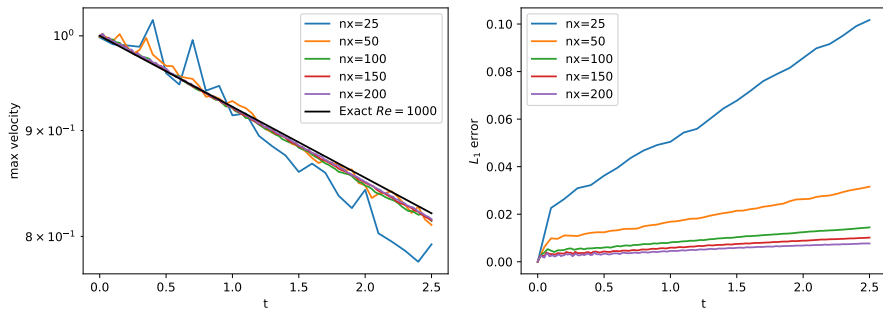 10⁰
9 × 10⁻¹
8 × 10⁻¹
max velocity
0.0 0.5 1.0 1.5 2.0 2.5
t
nx=25
nx=50
nx=100
nx=150
nx=200
Exact Re = 1000
0.10
0.08
0.06
0.04
0.02
0.00
L₁ error
0.0 0.5 1.0 1.5 2.0 2.5
t
nx=25
nx=50
nx=100
nx=150
nx=200